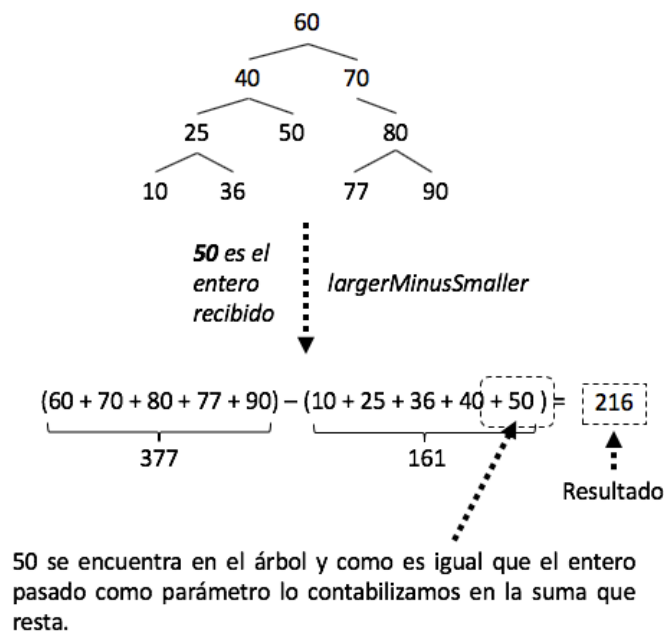 60
40 70
25 50 80
10 36 77 90
50 es el
entero
recibido
largerMinusSmaller
(60 + 70 + 80 + 77 + 90) – (10 + 25 + 36 + 40 + 50 ) = 216
377 161
Resultado
50 se encuentra en el árbol y como es igual que el entero
pasado como parámetro lo contabilizamos en la suma que
resta.